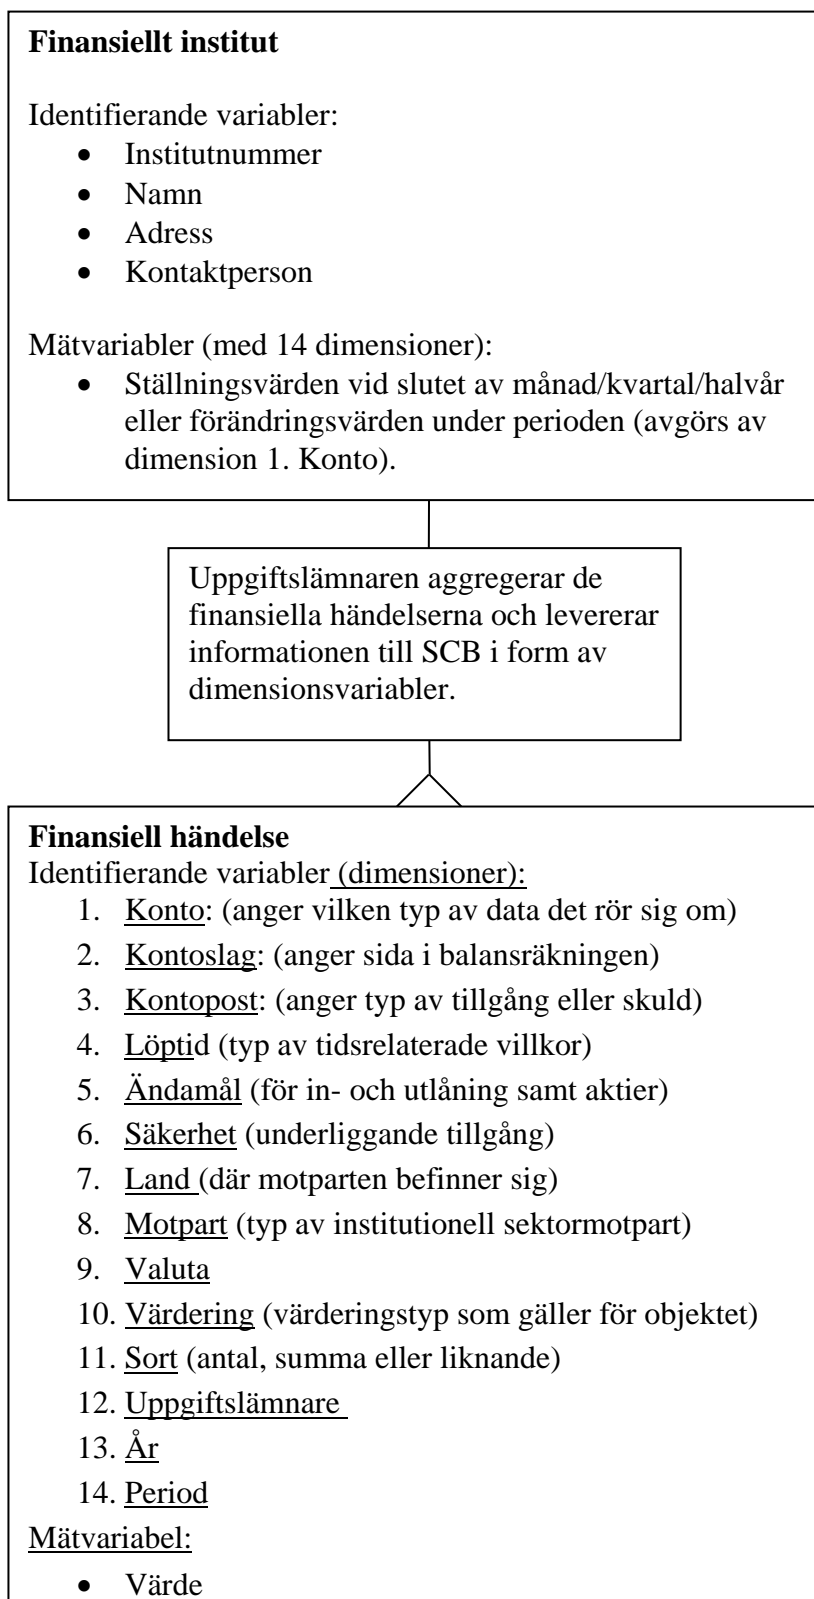 Finansiellt institut
Identifierande variabler:
• Institutnummer
• Namn
• Adress
• Kontaktperson
Mätvariabler (med 14 dimensioner):
• Ställningsvärden vid slutet av månad/kvartal/halvår
eller förändringsvärden under perioden (avgörs av
dimension 1. Konto).
Uppgiftslämnaren aggregerar de
finansiella händelserna och levererar
informationen till SCB i form av
dimensionsvariabler.
Finansiell händelse
Identifierande variabler (dimensioner):
1. Konto: (anger vilken typ av data det rör sig om)
2. Kontoslag: (anger sida i balansräkningen)
3. Kontopost: (anger typ av tillgång eller skuld)
4. Löptid (typ av tidsrelaterade villkor)
5. Ändamål (för in- och utlåning samt aktier)
6. Säkerhet (underliggande tillgång)
7. Land (där motparten befinner sig)
8. Motpart (typ av institutionell sektormotpart)
9. Valuta
10. Värdering (värderingstyp som gäller för objektet)
11. Sort (antal, summa eller liknande)
12. Uppgiftslämnare
13. År
14. Period
Mätvariabel:
• Värde